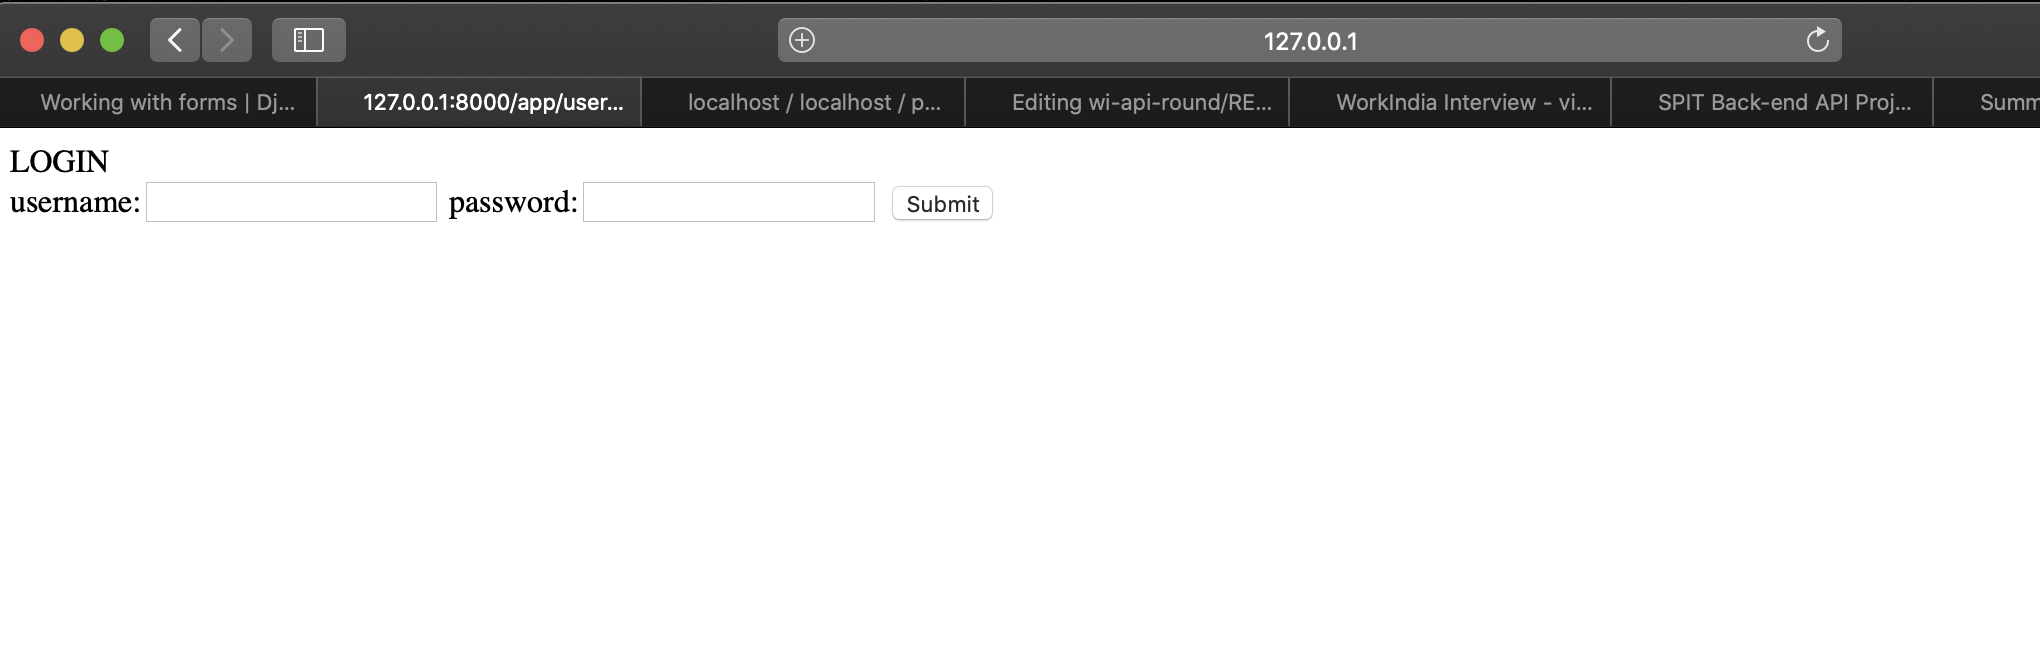 127.0.0.1
Working with forms | Dj...
127.0.0.1:8000/app/user...
localhost / localhost / p...
Editing wi-api-round/RE...
WorkIndia Interview - vi...
SPIT Back-end API Proj...
Summ
LOGIN
username: password: Submit